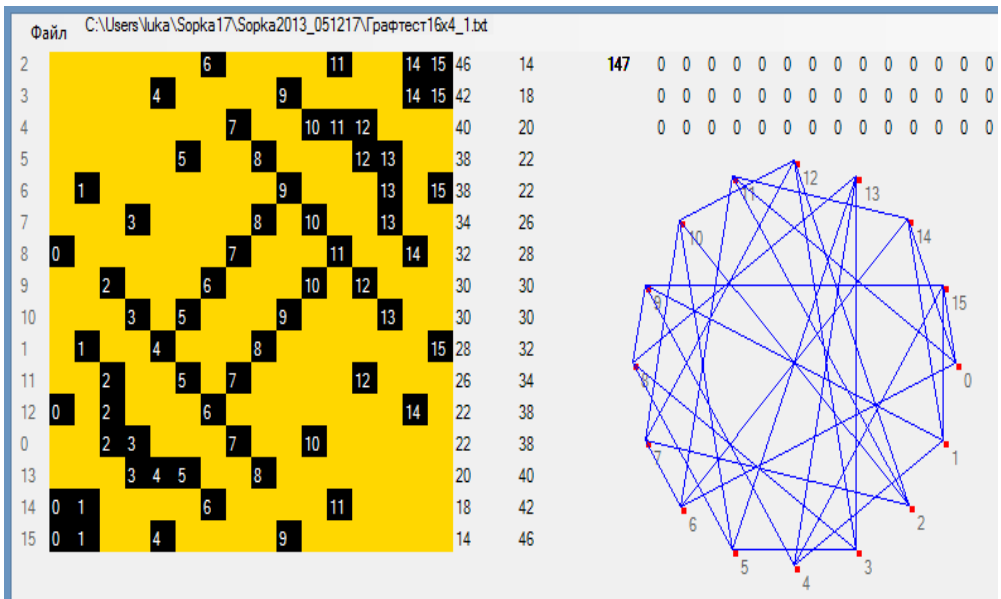 Файл C:\Users\luka\Sopka17\Sopka2013_051217\Графтест16x4_1.txt
2 6 11 14 15 46 14 147 0 0 0 0 0 0 0 0 0 0 0 0 0 0
3 4 9 14 15 42 18 0 0 0 0 0 0 0 0 0 0 0 0 0 0
4 7 10 11 12 40 20 0 0 0 0 0 0 0 0 0 0 0 0 0 0
5 5 8 12 13 38 22
6 1 9 13 15 38 22
7 3 8 10 13 34 26
8 0 7 11 14 32 28
9 2 6 10 12 30 30
10 3 5 9 13 30 30
1 1 4 8 15 28 32
11 2 5 7 12 26 34
12 0 2 6 14 22 38
0 2 3 7 10 22 38
13 3 4 5 8 20 40
14 0 1 6 11 18 42
15 0 1 4 9 14 46
12
11 13
10 14
9 15
8 0
7 1
6 2
5 3
4